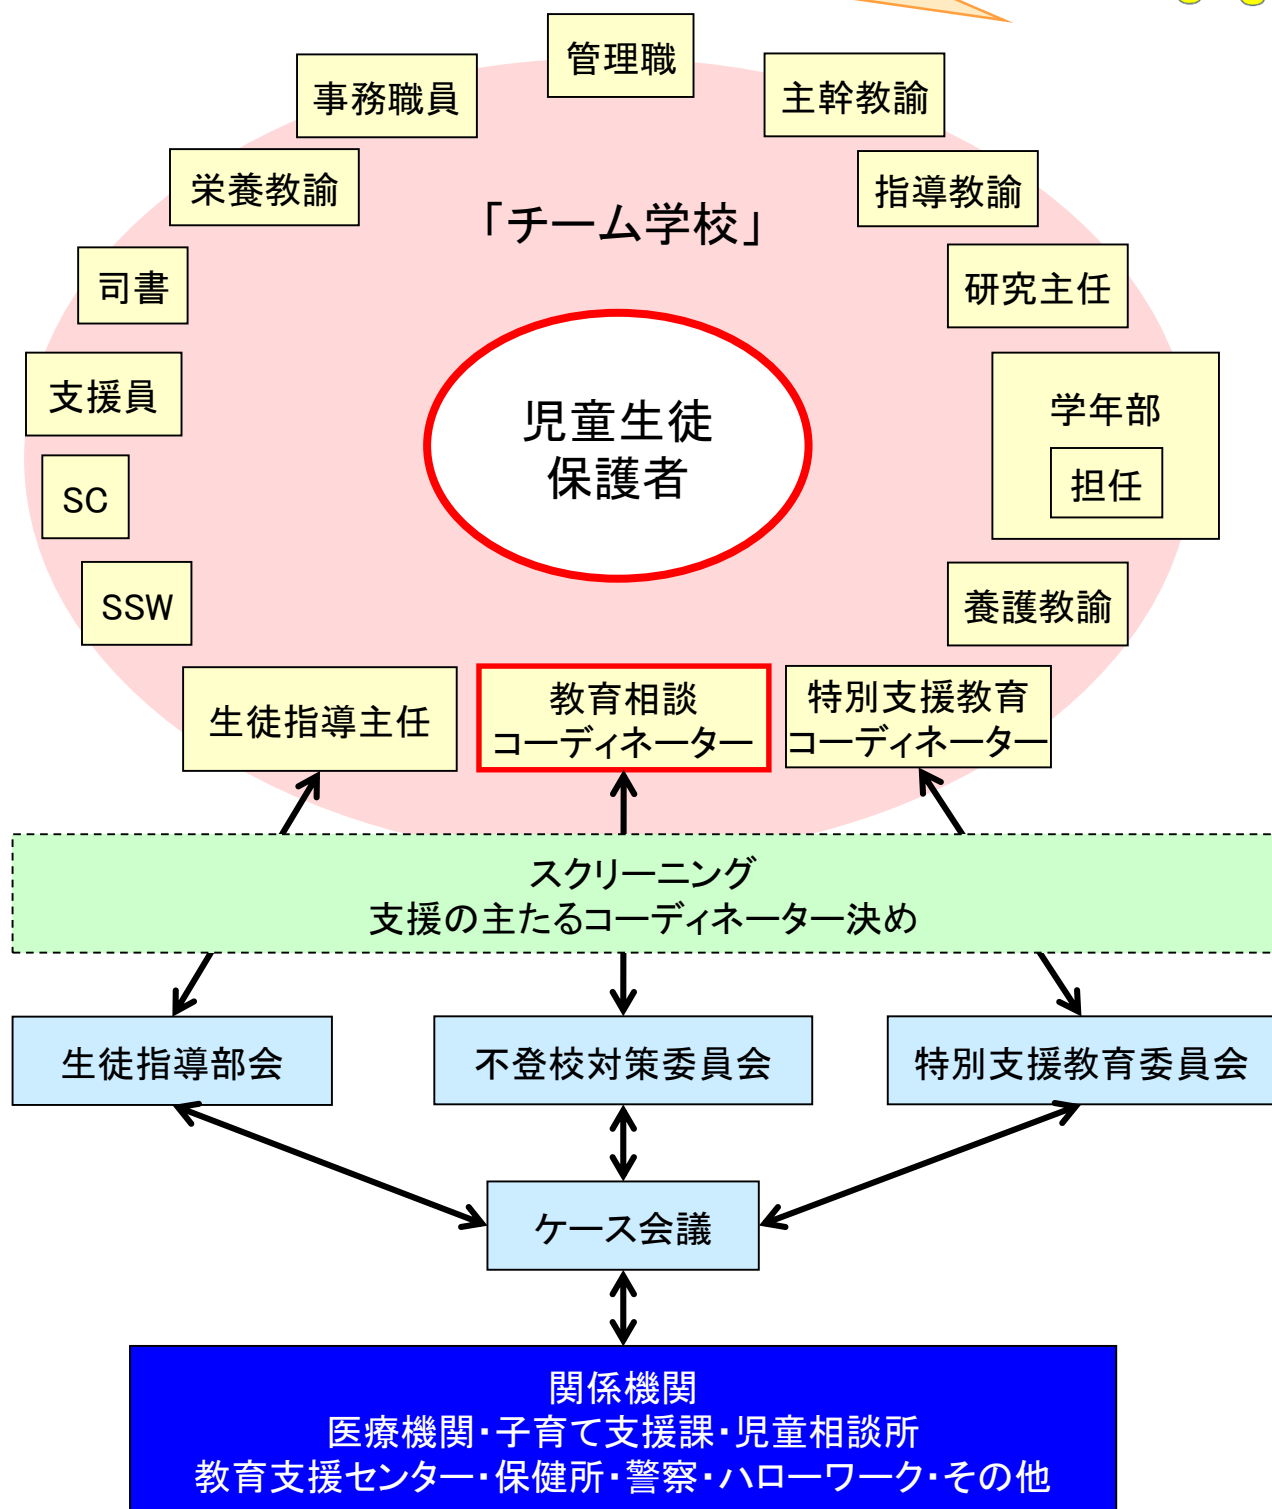 管理職
事務職員
主幹教諭
栄養教諭
指導教諭
「チーム学校」
司書
研究主任
支援員
学年部
担任
児童生徒
保護者
SC
SSW
養護教諭
生徒指導主任
教育相談
コーディネーター
特別支援教育
コーディネーター
スクリーニング
支援の主たるコーディネーター決め
生徒指導部会
不登校対策委員会
特別支援教育委員会
ケース会議
関係機関
医療機関・子育て支援課・児童相談所
教育支援センター・保健所・警察・ハローワーク・その他